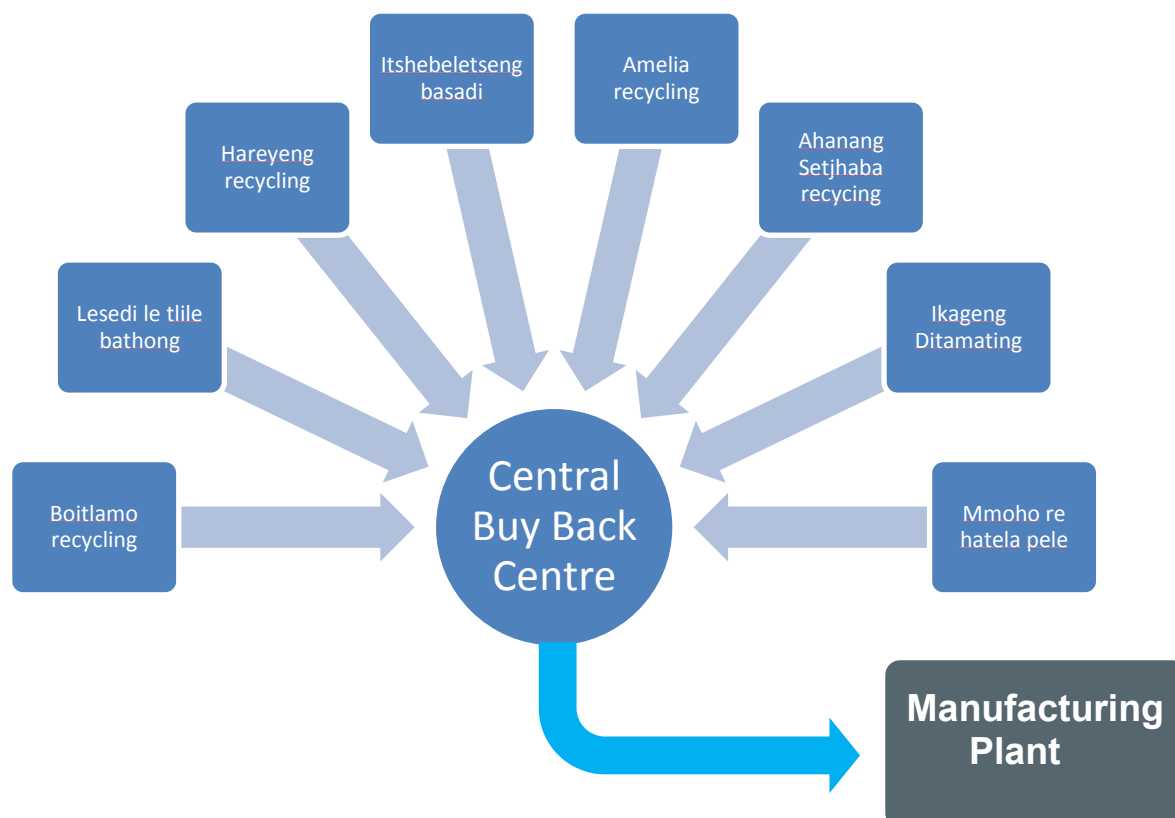 Itshebeletseng
basadi
Amelia
recycling
Hareyeng
recycling
Ahanang
Setjhaba
recycing
Lesedi le tlile
bathong
Ikageng
Ditamating
Boitlamo
recycling
Central
Buy Back
Centre
Mmoho re
hatela pele
Manufacturing
Plant